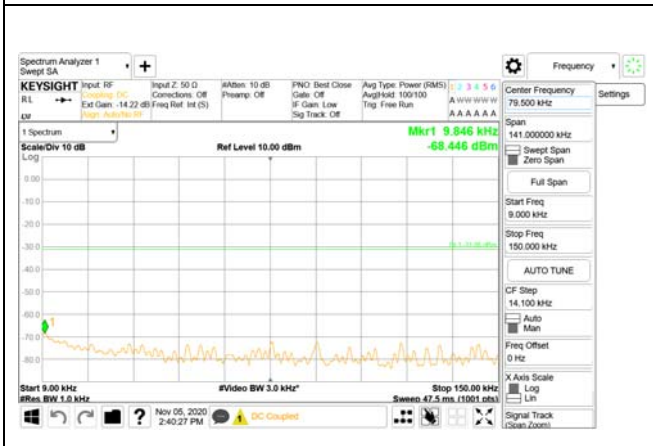 Spectrum Analyzer 1
Swept SA
+
Frequency
KEYSIGHT
RL
Input: RF
Coupling: DC
Ext Gain: -14.22 dB
Align: Auto/No RF
Input Z: 50 Ω
Corrections: Off
Freq Ref: Int (S)
#Atten: 10 dB
Preamp: Off
PNO: Best Close
Gate: Off
IF Gain: Low
Sig Track: Off
Avg Type: Power (RMS)
Avg|Hold: 100/100
Trig: Free Run
1 2 3 4 5 6
A W W W W W
A A A A A A
1 Spectrum
Scale/Div 10 dB
Log
Ref Level 10.00 dBm
Mkr1 9.846 kHz
-68.446 dBm
0.00
-10.0
-20.0
-30.0
-40.0
-50.0
-60.0
-70.0
-80.0
1
Start 9.00 kHz
#Res BW 1.0 kHz
#Video BW 3.0 kHz*
Stop 150.00 kHz
Sweep 47.5 ms (1001 pts)
Nov 05, 2020
2:40:27 PM
DC Coupled
Center Frequency
79.500 kHz
Settings
Span
141.000000 kHz
Swept Span
Zero Span
Full Span
Start Freq
9.000 kHz
Stop Freq
150.000 kHz
AUTO TUNE
CF Step
14.100 kHz
Auto
Man
Freq Offset
0 Hz
X Axis Scale
Log
Lin
Signal Track
(Span Zoom)